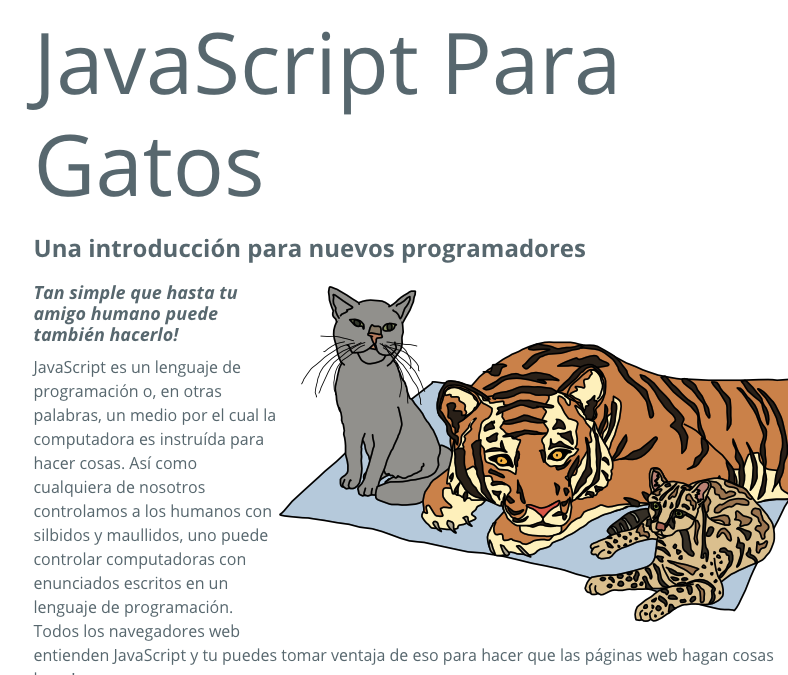 JavaScript Para
Gatos
Una introducción para nuevos programadores
Tan simple que hasta tu
amigo humano puede
también hacerlo!
JavaScript es un lenguaje de
programación o, en otras
palabras, un medio por el cual la
computadora es instruída para
hacer cosas. Así como
cualquiera de nosotros
controlamos a los humanos con
silbidos y maullidos, uno puede
controlar computadoras con
enunciados escritos en un
lenguaje de programación.
Todos los navegadores web
entienden JavaScript y tu puedes tomar ventaja de eso para hacer que las páginas web hagan cosas